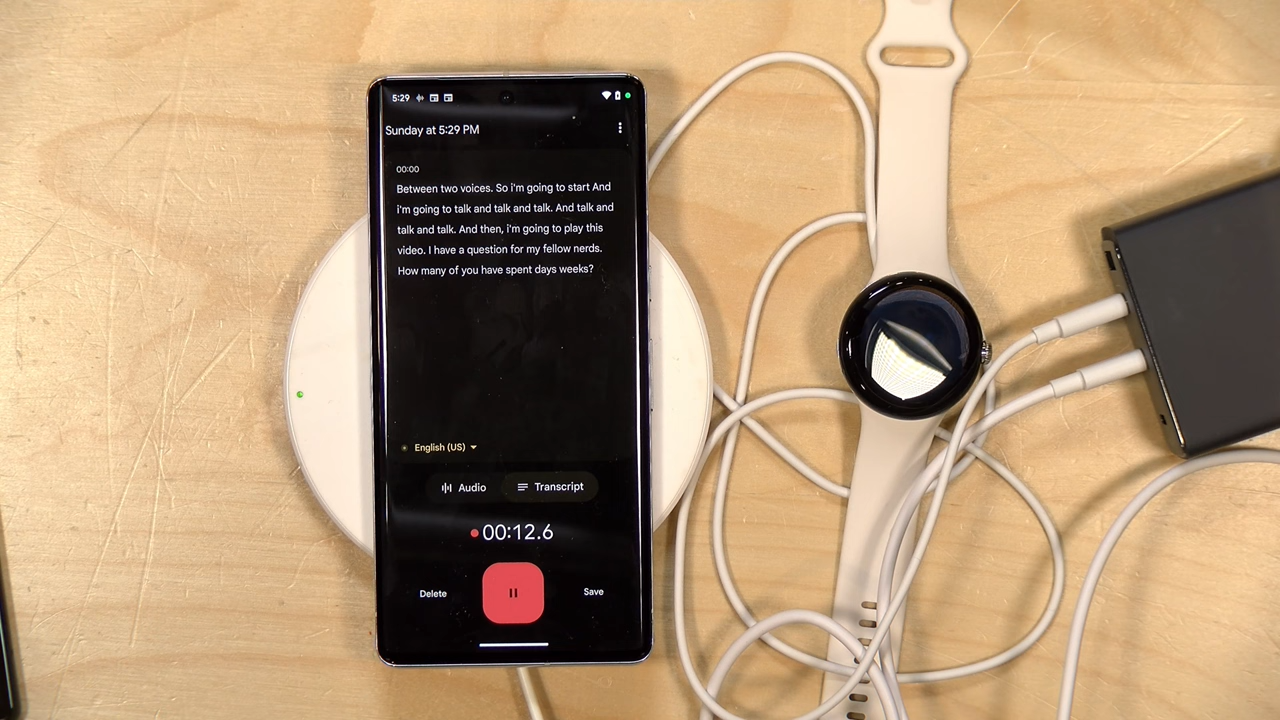 5:29
Sunday at 5:29 PM
00:00
Between two voices. So i'm going to start And
i'm going to talk and talk and talk. And talk and
talk and talk. And then, i'm going to play this
video. I have a question for my fellow nerds.
How many of you have spent days weeks?
English (US)
Audio Transcript
00:12.6
Delete Save